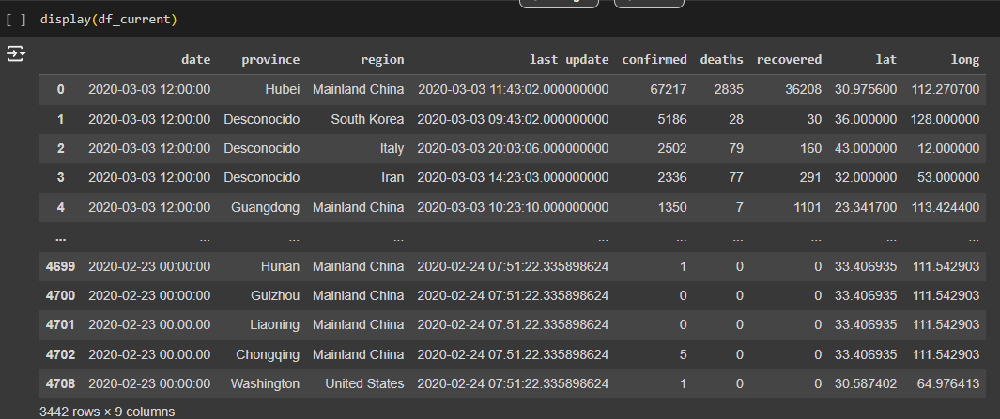 [ ] display(df_current)
date province region last update confirmed deaths recovered lat long
0 2020-03-03 12:00:00 Hubei Mainland China 2020-03-03 11:43:02.000000000 67217 2835 36208 30.975600 112.270700
1 2020-03-03 12:00:00 Desconocido South Korea 2020-03-03 09:43:02.000000000 5186 28 30 36.000000 128.000000
2 2020-03-03 12:00:00 Desconocido Italy 2020-03-03 20:03:06.000000000 2502 79 160 43.000000 12.000000
3 2020-03-03 12:00:00 Desconocido Iran 2020-03-03 14:23:03.000000000 2336 77 291 32.000000 53.000000
4 2020-03-03 12:00:00 Guangdong Mainland China 2020-03-03 10:23:10.000000000 1350 7 1101 23.341700 113.424400
... ... ... ... ... ... ... ... ... ...
4699 2020-02-23 00:00:00 Hunan Mainland China 2020-02-24 07:51:22.335898624 1 0 0 33.406935 111.542903
4700 2020-02-23 00:00:00 Guizhou Mainland China 2020-02-24 07:51:22.335898624 0 0 0 33.406935 111.542903
4701 2020-02-23 00:00:00 Liaoning Mainland China 2020-02-24 07:51:22.335898624 0 0 0 33.406935 111.542903
4702 2020-02-23 00:00:00 Chongqing Mainland China 2020-02-24 07:51:22.335898624 5 0 0 33.406935 111.542903
4708 2020-02-23 00:00:00 Washington United States 2020-02-24 07:51:22.335898624 1 0 0 30.587402 64.976413
3442 rows × 9 columns